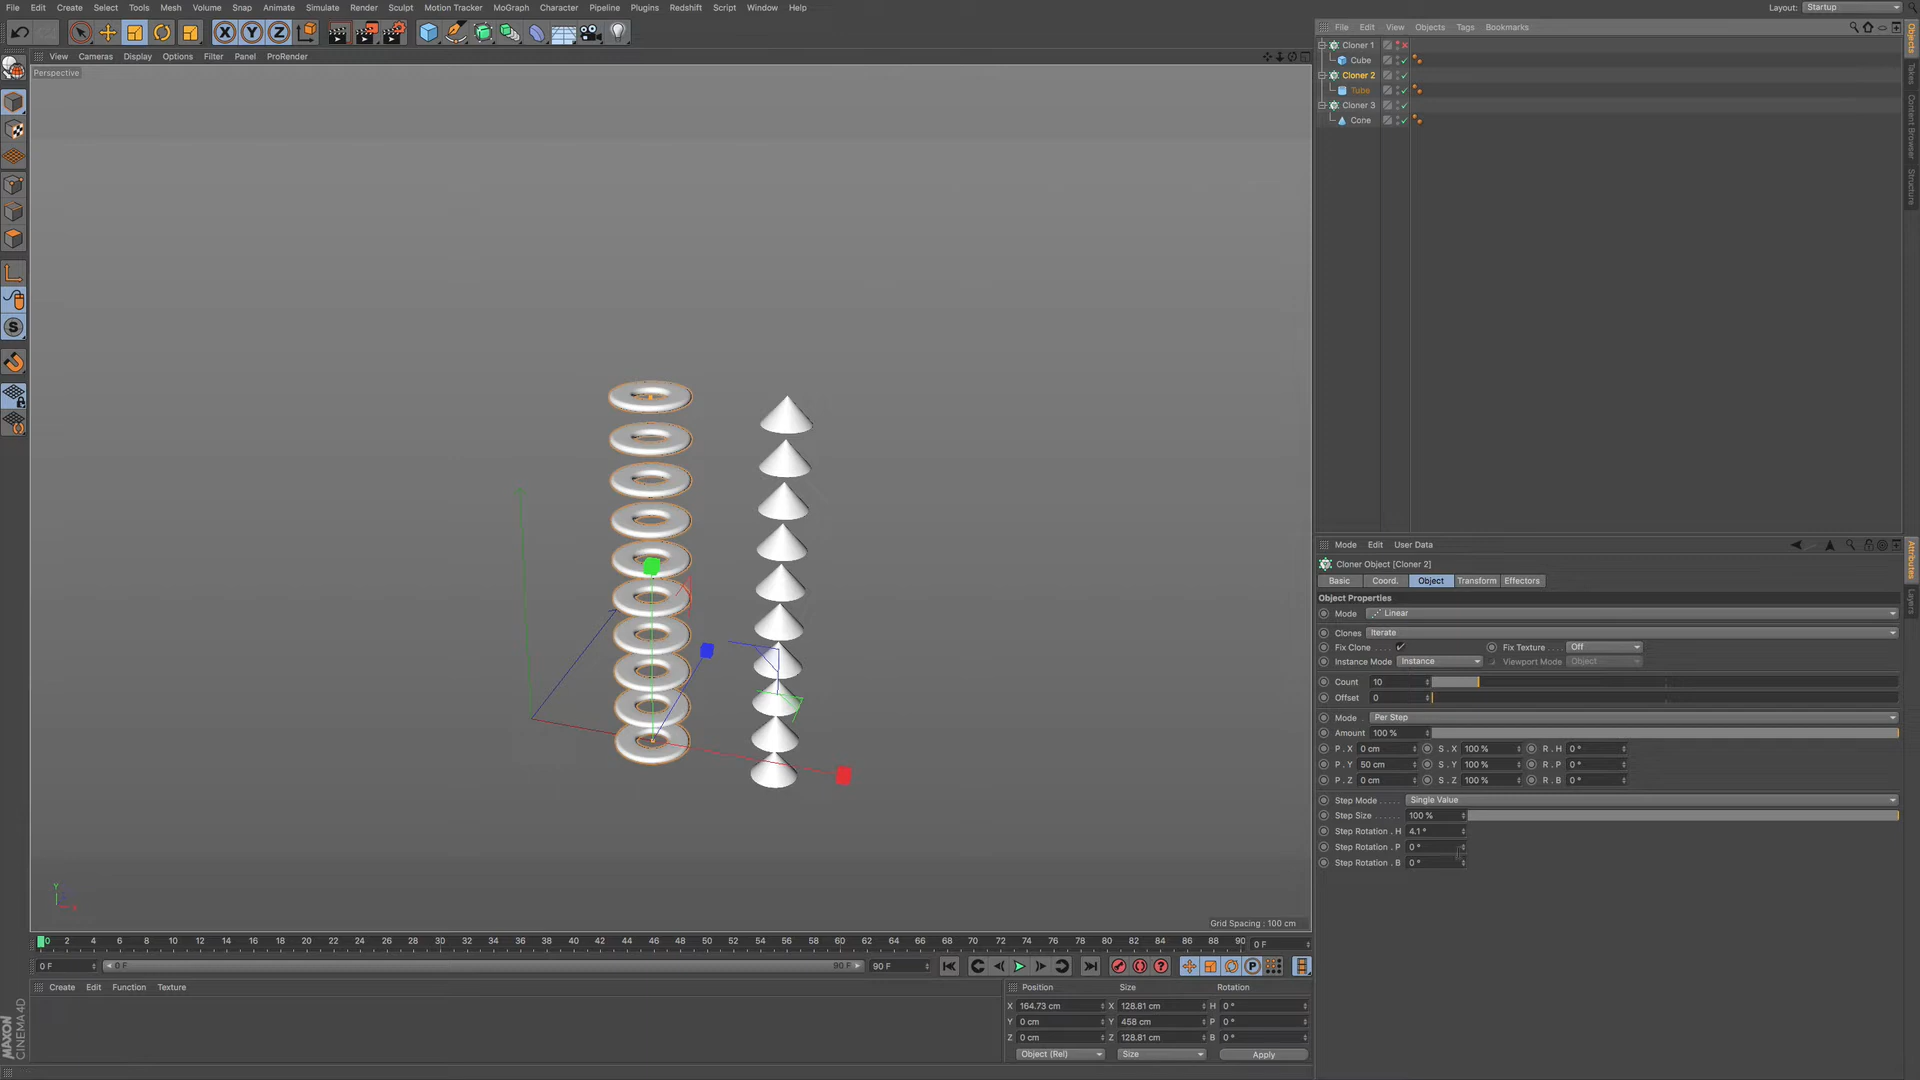 File Edit Create Select Tools Mesh Volume Snap Animate Simulate Render Sculpt Motion Tracker MoGraph Character Pipeline Plugins Redshift Script Window Help Layout: Startup
File Edit View Objects Tags Bookmarks
Cloner 1
Cube
Cloner 2
Tube
Cloner 3
Cone
Objects
Takes
Content Browser
Structure
View Cameras Display Options Filter Panel ProRender
Perspective
Y
X
Grid Spacing : 100 cm
Mode Edit User Data
Attributes
Layers
Cloner Object [Cloner 2]
Basic Coord. Object Transform Effectors
Object Properties
Mode Linear
Clones Iterate
Fix Clone . . . . ✓ Fix Texture . . . . Off
Instance Mode Instance Viewport Mode Object
Count 10
Offset 0
Mode . Per Step
Amount 100 %
P . X 0 cm S . X 100 % R . H 0 °
P . Y 50 cm S . Y 100 % R . P 0 °
P . Z 0 cm S . Z 100 % R . B 0 °
Step Mode . . . . . Single Value
Step Size . . . . . . 100 %
Step Rotation . H 4.1 °
Step Rotation . P 0 °
Step Rotation . B 0 °
0 2 4 6 8 10 12 14 16 18 20 22 24 26 28 30 32 34 36 38 40 42 44 46 48 50 52 54 56 58 60 62 64 66 68 70 72 74 76 78 80 82 84 86 88 90 0 F
0 F 0 F 90 F 90 F
Create Edit Function Texture
Position Size Rotation
X 164.73 cm X 128.81 cm H 0 °
Y 0 cm Y 458 cm P 0 °
Z 0 cm Z 128.81 cm B 0 °
Object (Rel) Size Apply
MAXON
CINEMA 4D